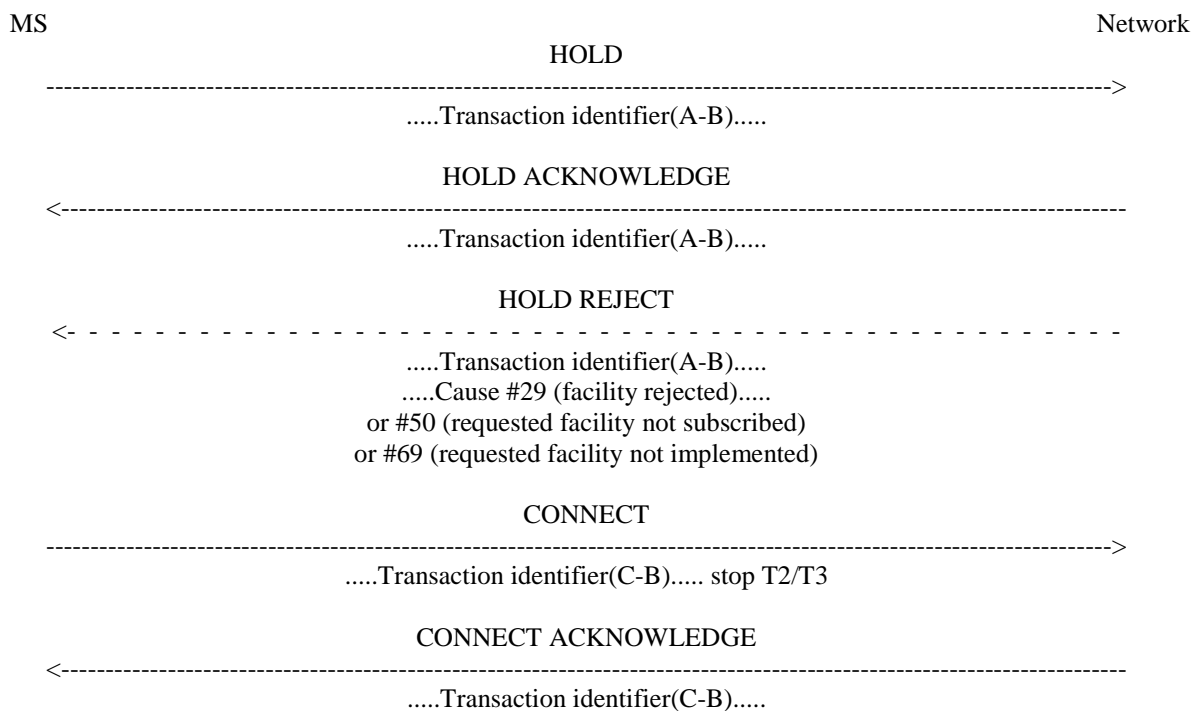 MS Network
HOLD
------------------------------------------------------------------------------------------------------------------------>
.....Transaction identifier(A-B).....
HOLD ACKNOWLEDGE
<------------------------------------------------------------------------------------------------------------------------
.....Transaction identifier(A-B).....
HOLD REJECT
<- - - - - - - - - - - - - - - - - - - - - - - - - - - - - - - - - - - - - - - - - - - - - - - -
.....Transaction identifier(A-B).....
.....Cause #29 (facility rejected).....
or #50 (requested facility not subscribed)
or #69 (requested facility not implemented)
CONNECT
------------------------------------------------------------------------------------------------------------------------>
.....Transaction identifier(C-B)..... stop T2/T3
CONNECT ACKNOWLEDGE
<------------------------------------------------------------------------------------------------------------------------
.....Transaction identifier(C-B).....